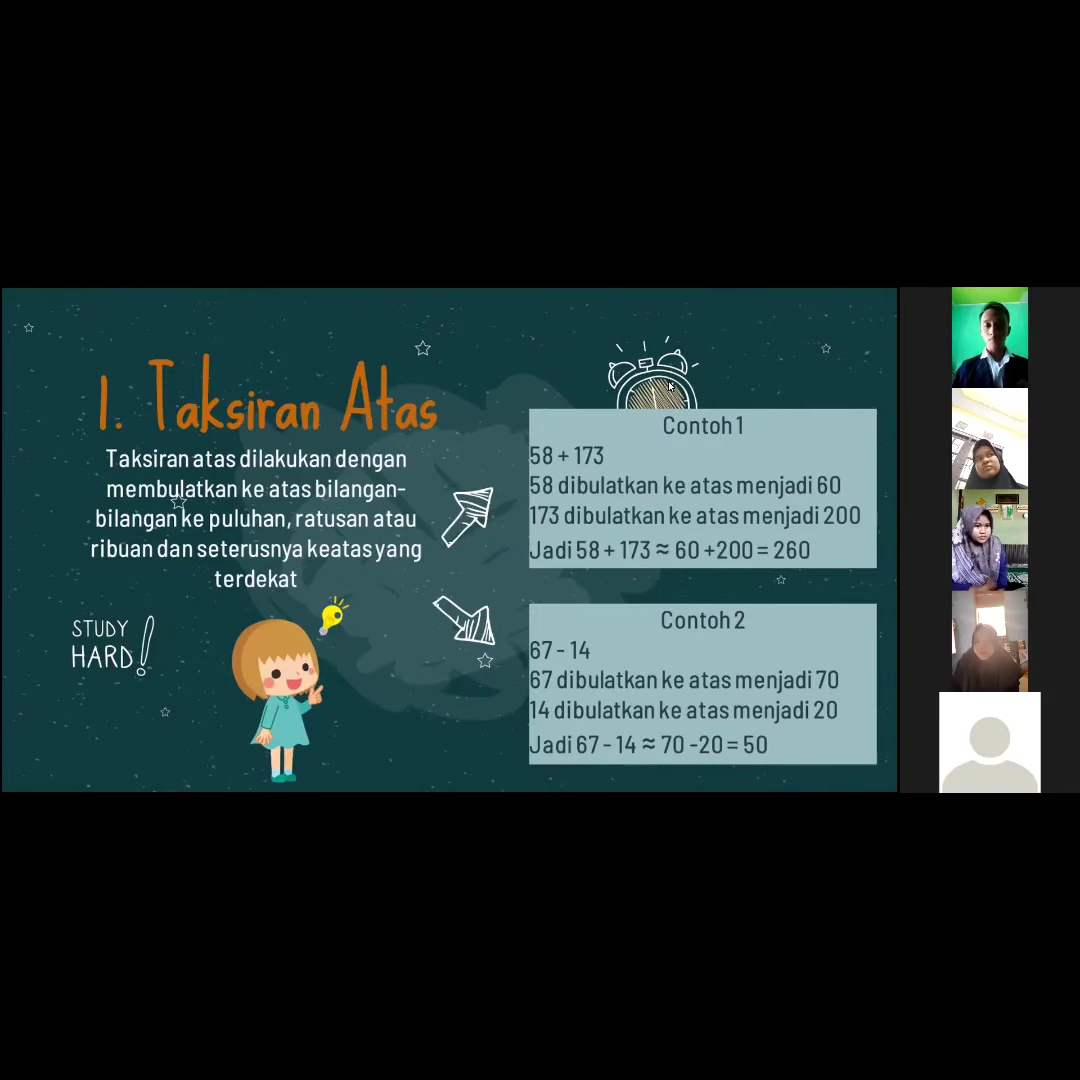 1. Taksiran Atas
Taksiran atas dilakukan dengan
membulatkan ke atas bilangan-
bilangan ke puluhan, ratusan atau
ribuan dan seterusnya keatas yang
terdekat
STUDY
HARD!
Contoh 1
58 + 173
58 dibulatkan ke atas menjadi 60
173 dibulatkan ke atas menjadi 200
Jadi 58 + 173 ≈ 60 +200 = 260
Contoh 2
67 - 14
67 dibulatkan ke atas menjadi 70
14 dibulatkan ke atas menjadi 20
Jadi 67 - 14 ≈ 70 -20 = 50